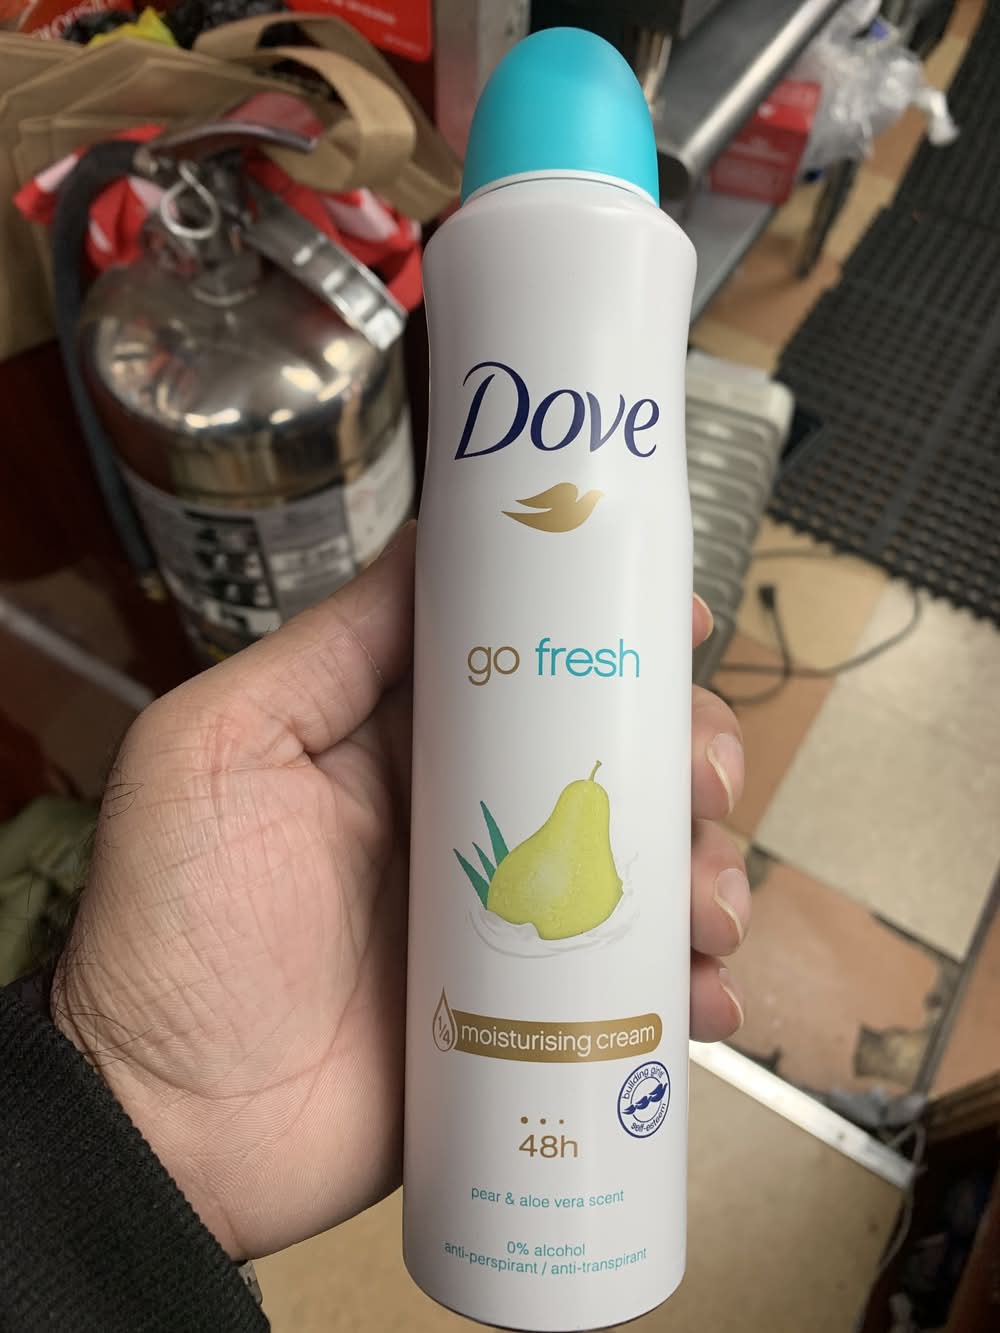 Dove
go fresh
1/4 moisturising cream
building girls'
self-esteem
48h
pear & aloe vera scent
0% alcohol
anti-perspirant / anti-transpirant